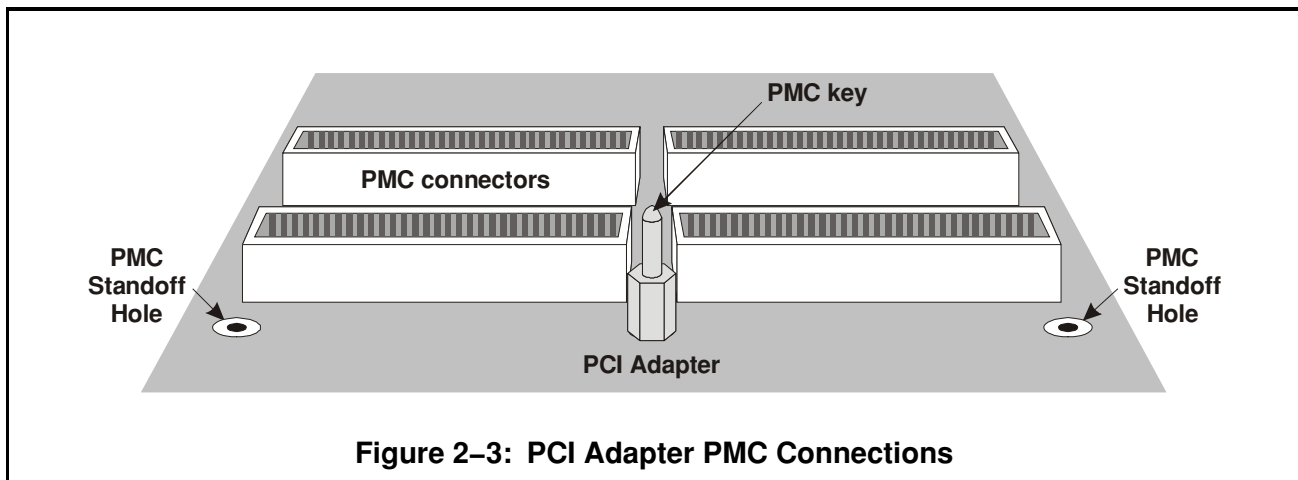 PMC key
PMC connectors
PMC
Standoff
Hole
PMC
Standoff
Hole
PCI Adapter
Figure 2–3: PCI Adapter PMC Connections